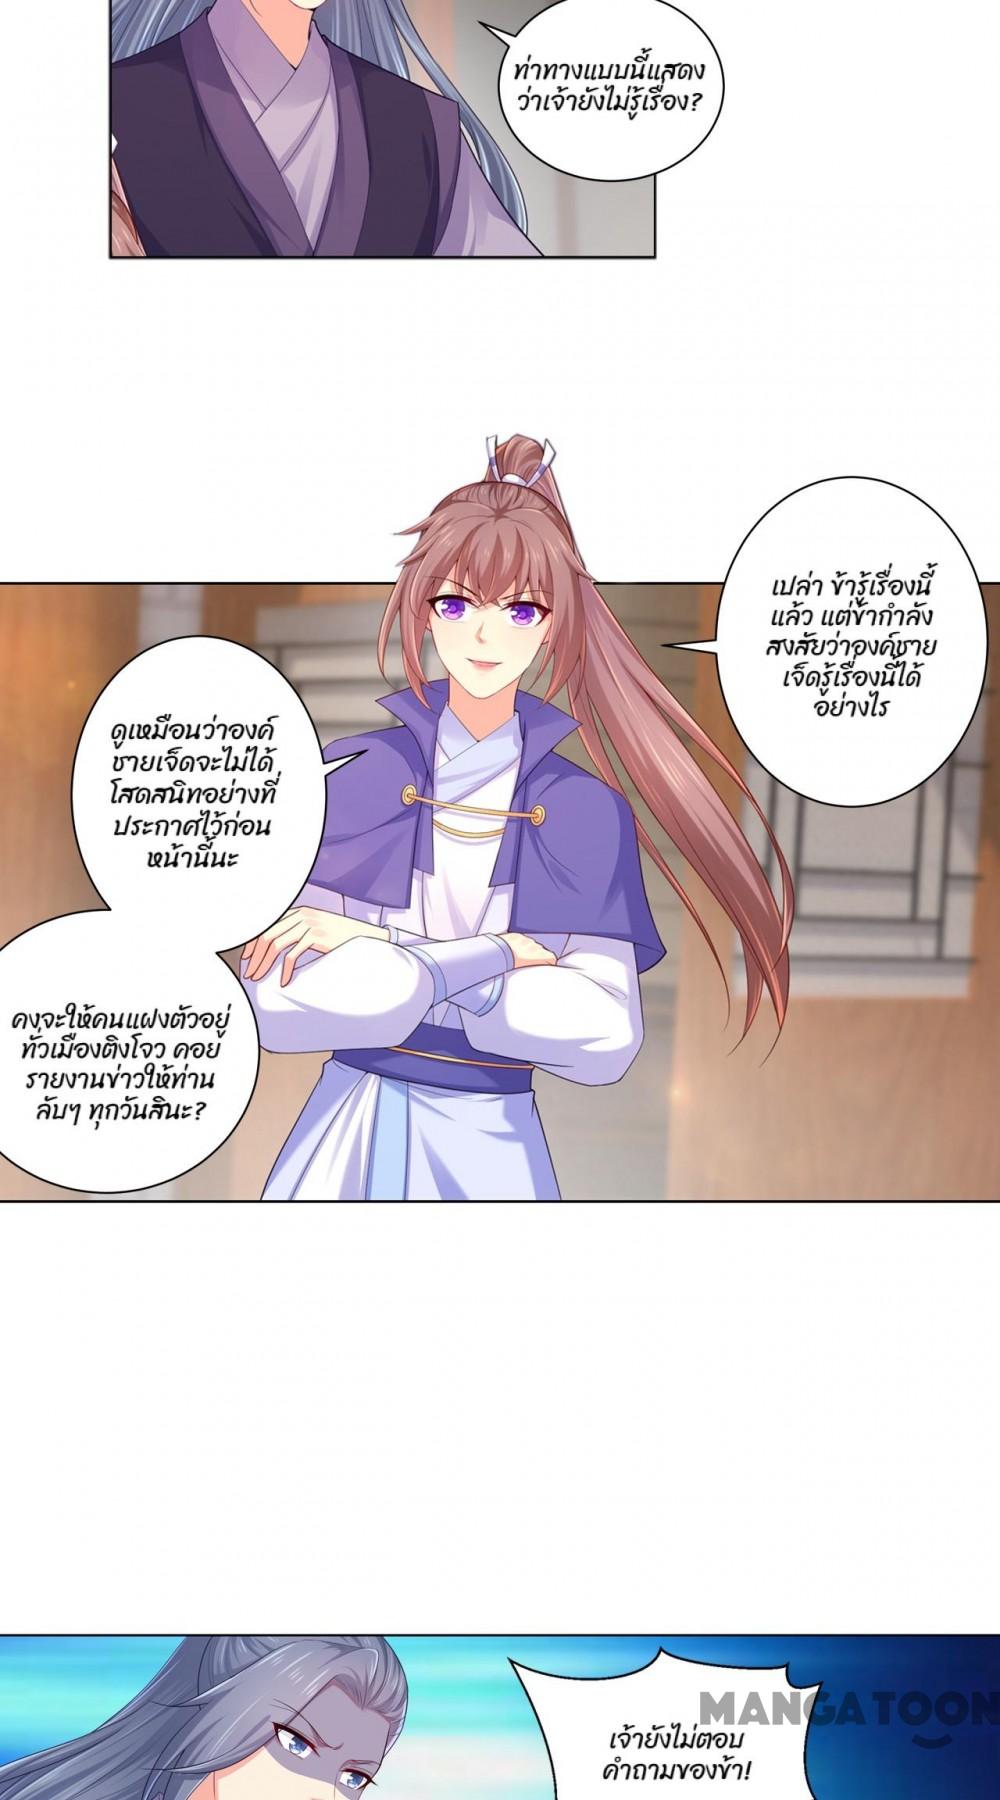 ท่าทางแบบนี้แสดง
ว่าเจ้ายังไม่รู้เรื่อง?
เปล่า ข้ารู้เรื่องนี้
แล้ว แต่ข้ากำลัง
สงสัยว่าองค์ชาย
เจ็ดรู้เรื่องนี้ได้
อย่างไร
ดูเหมือนว่าองค์
ชายเจ็ดจะไม่ได้
โสดสนิทอย่างที่
ประกาศไว้ก่อน
หน้านี้นะ
คงจะให้คนแฝงตัวอยู่
ทั่วเมืองติงโจว คอย
รายงานข่าวให้ท่าน
ลับๆ ทุกวันสินะ?
MANGATOON
เจ้ายังไม่ตอบ
คำถามของข้า!